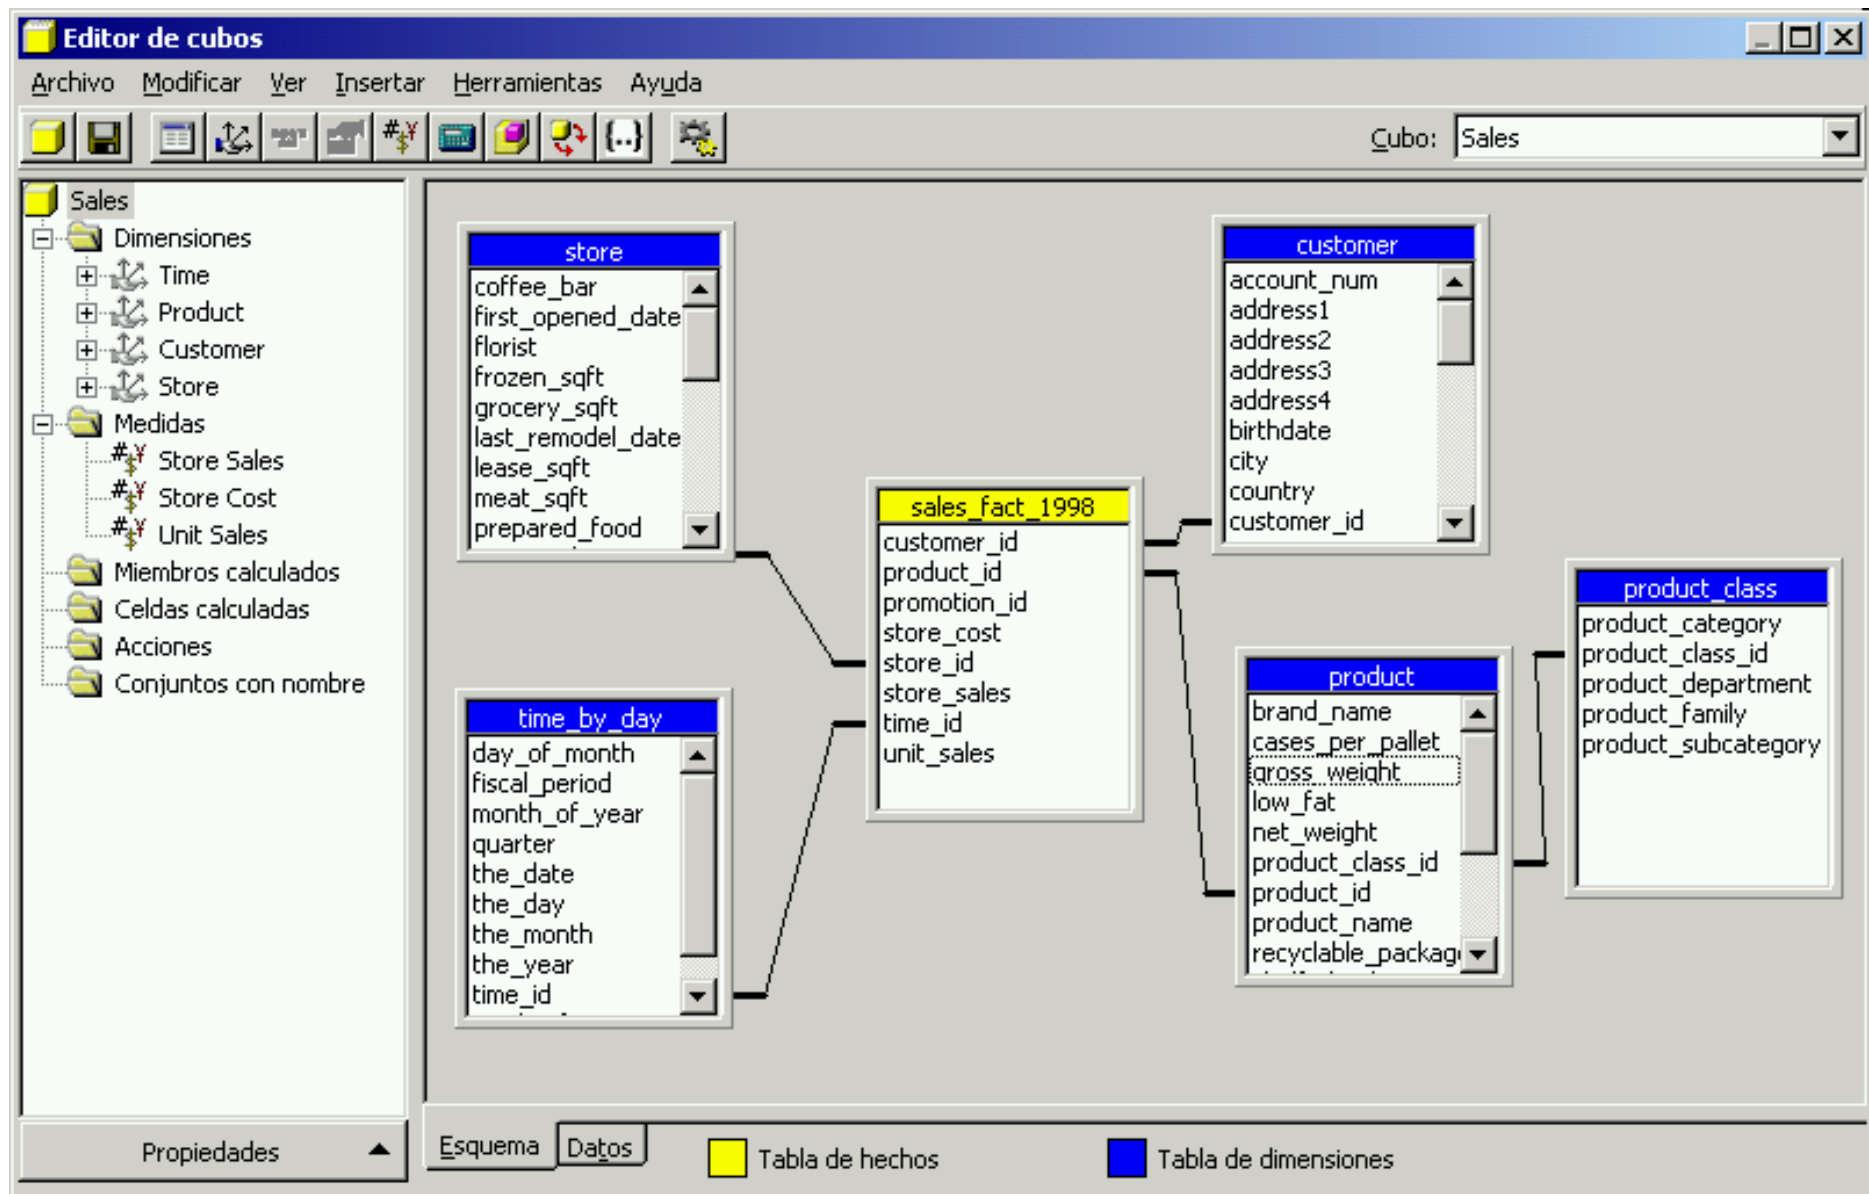 Editor de cubos
Archivo Modificar Ver Insertar Herramientas Ayuda
Cubo: Sales
Sales
Dimensiones
Time
Product
Customer
Store
Medidas
Store Sales
Store Cost
Unit Sales
Miembros calculados
Celdas calculadas
Acciones
Conjuntos con nombre
Propiedades
store
coffee_bar
first_opened_date
florist
frozen_sqft
grocery_sqft
last_remodel_date
lease_sqft
meat_sqft
prepared_food
time_by_day
day_of_month
fiscal_period
month_of_year
quarter
the_date
the_day
the_month
the_year
time_id
sales_fact_1998
customer_id
product_id
promotion_id
store_cost
store_id
store_sales
time_id
unit_sales
customer
account_num
address1
address2
address3
address4
birthdate
city
country
customer_id
product
brand_name
cases_per_pallet
gross_weight
low_fat
net_weight
product_class_id
product_id
product_name
recyclable_packag
product_class
product_category
product_class_id
product_department
product_family
product_subcategory
Esquema Datos
Tabla de hechos
Tabla de dimensiones